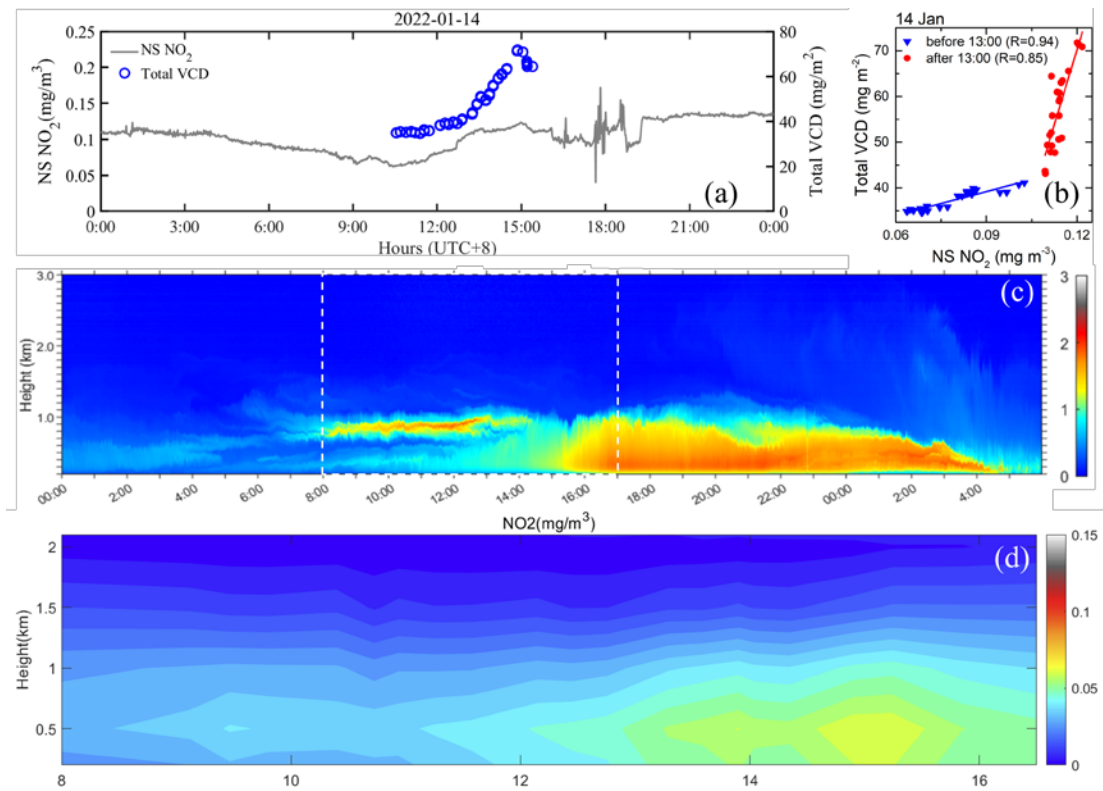 2022-01-14
NS NO2
Total VCD
NS NO2(mg/m3)
0.25
0.2
0.15
0.1
0.05
0
80
60
40
20
0
Total VCD (mg/m2)
(a)
0:00 3:00 6:00 9:00 12:00 15:00 18:00 21:00 0:00
Hours (UTC+8)
14 Jan
before 13:00 (R=0.94)
after 13:00 (R=0.85)
Total VCD (mg m-2)
70
60
50
40
(b)
0.06 0.09 0.12
NS NO2 (mg m-3)
Height (km)
3.0
2.0
1.0
(c)
3
2
1
0
00:00 2:00 4:00 6:00 8:00 10:00 12:00 14:00 16:00 18:00 20:00 22:00 00:00 2:00 4:00
NO2(mg/m3)
Height(km)
2
1.5
1
0.5
(d)
0.15
0.1
0.05
0
8 10 12 14 16